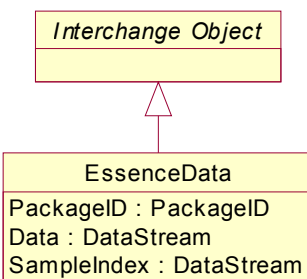 Interchange Object
EssenceData
PackageID : PackageID
Data : DataStream
SampleIndex : DataStream